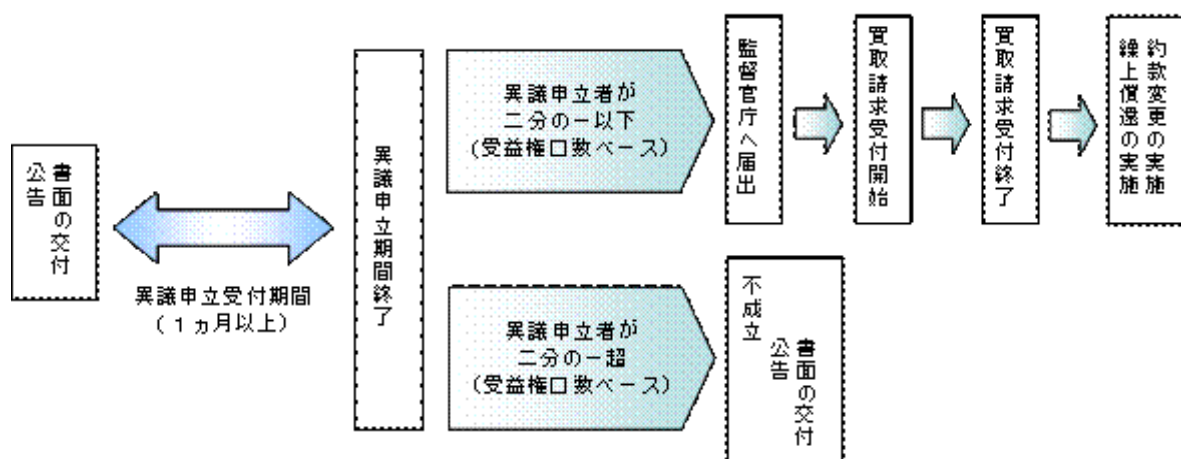 書面の交付
公告
異議申立受付期間
(1ヵ月以上)
異議申立期間終了
異議申立者が
二分の一以下
(受益権口数ベース)
監督官庁へ届出
買取請求受付開始
買取請求受付終了
約款変更の実施
繰上償還の実施
異議申立者が
二分の一超
(受益権口数ベース)
不成立
書面の交付
公告